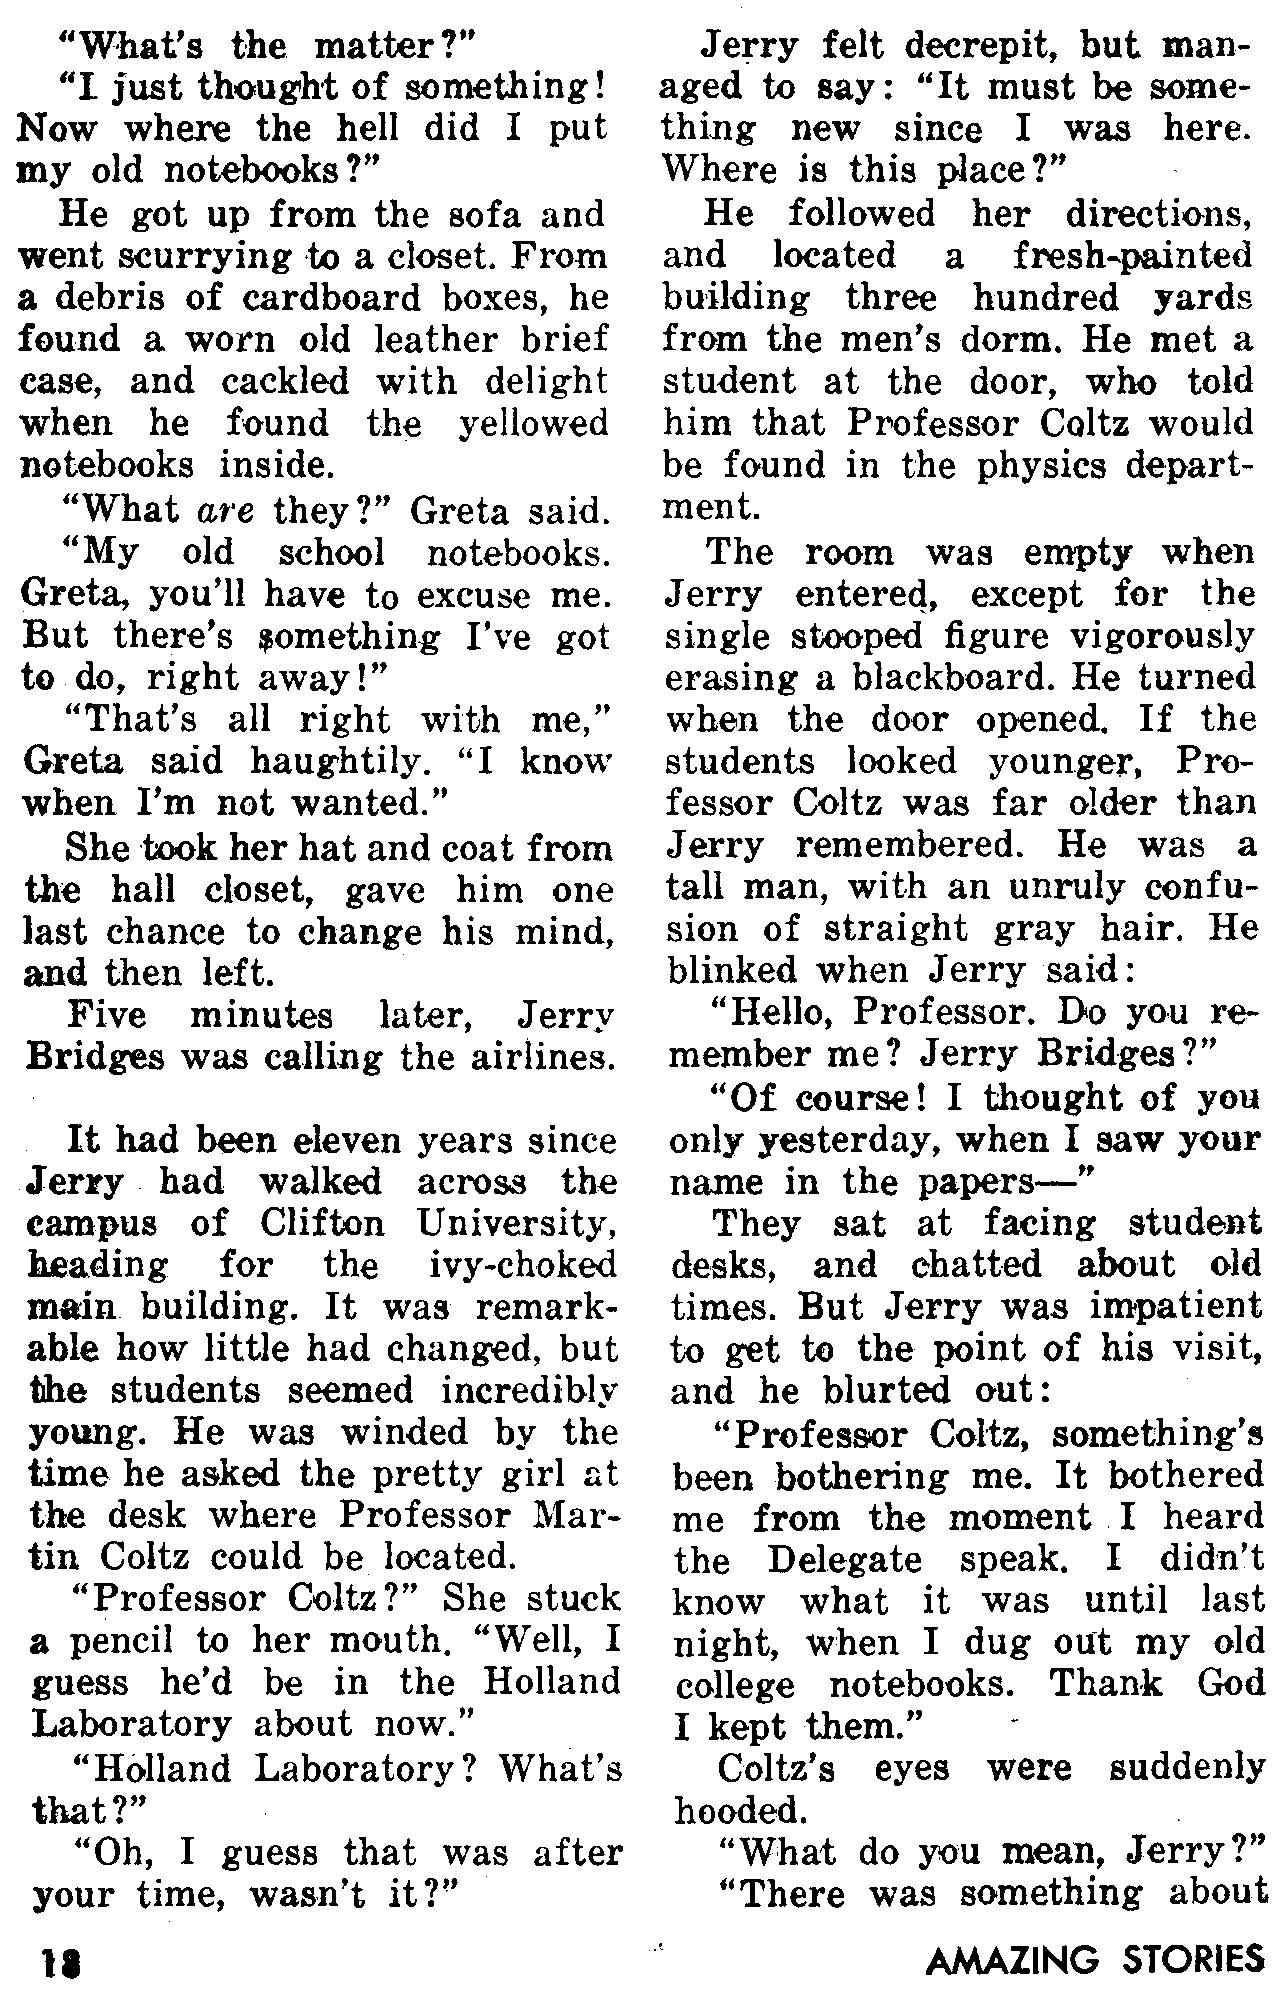 “What's the matter?”
“I just thought of something!
Now where the hell did I put
my old notebooks?”
He got up from the sofa and
went scurrying to a closet. From
a debris of cardboard boxes, he
found a worn old leather brief
case, and cackled with delight
when he found the yellowed
notebooks inside.
“What are they?” Greta said.
“My old school notebooks.
Greta, you'll have to excuse me.
But there's something I've got
to do, right away!”
“That's all right with me,”
Greta said haughtily. “I know
when I'm not wanted.”
She took her hat and coat from
the hall closet, gave him one
last chance to change his mind,
and then left.
Five minutes later, Jerry
Bridges was calling the airlines.
It had been eleven years since
Jerry had walked across the
campus of Clifton University,
heading for the ivy-choked
main building. It was remark-
able how little had changed, but
the students seemed incredibly
young. He was winded by the
time he asked the pretty girl at
the desk where Professor Mar-
tin Coltz could be located.
“Professor Coltz?” She stuck
a pencil to her mouth. “Well, I
guess he'd be in the Holland
Laboratory about now.”
“Holland Laboratory? What's
that?”
“Oh, I guess that was after
your time, wasn't it?”
Jerry felt decrepit, but man-
aged to say: “It must be some-
thing new since I was here.
Where is this place?”
He followed her directions,
and located a fresh-painted
building three hundred yards
from the men's dorm. He met a
student at the door, who told
him that Professor Coltz would
be found in the physics depart-
ment.
The room was empty when
Jerry entered, except for the
single stooped figure vigorously
erasing a blackboard. He turned
when the door opened. If the
students looked younger, Pro-
fessor Coltz was far older than
Jerry remembered. He was a
tall man, with an unruly confu-
sion of straight gray hair. He
blinked when Jerry said:
“Hello, Professor. Do you re-
member me? Jerry Bridges?”
“Of course! I thought of you
only yesterday, when I saw your
name in the papers—”
They sat at facing student
desks, and chatted about old
times. But Jerry was impatient
to get to the point of his visit,
and he blurted out:
“Professor Coltz, something's
been bothering me. It bothered
me from the moment I heard
the Delegate speak. I didn't
know what it was until last
night, when I dug out my old
college notebooks. Thank God
I kept them.”
Coltz's eyes were suddenly
hooded.
“What do you mean, Jerry?”
“There was something about
18
AMAZING STORIES